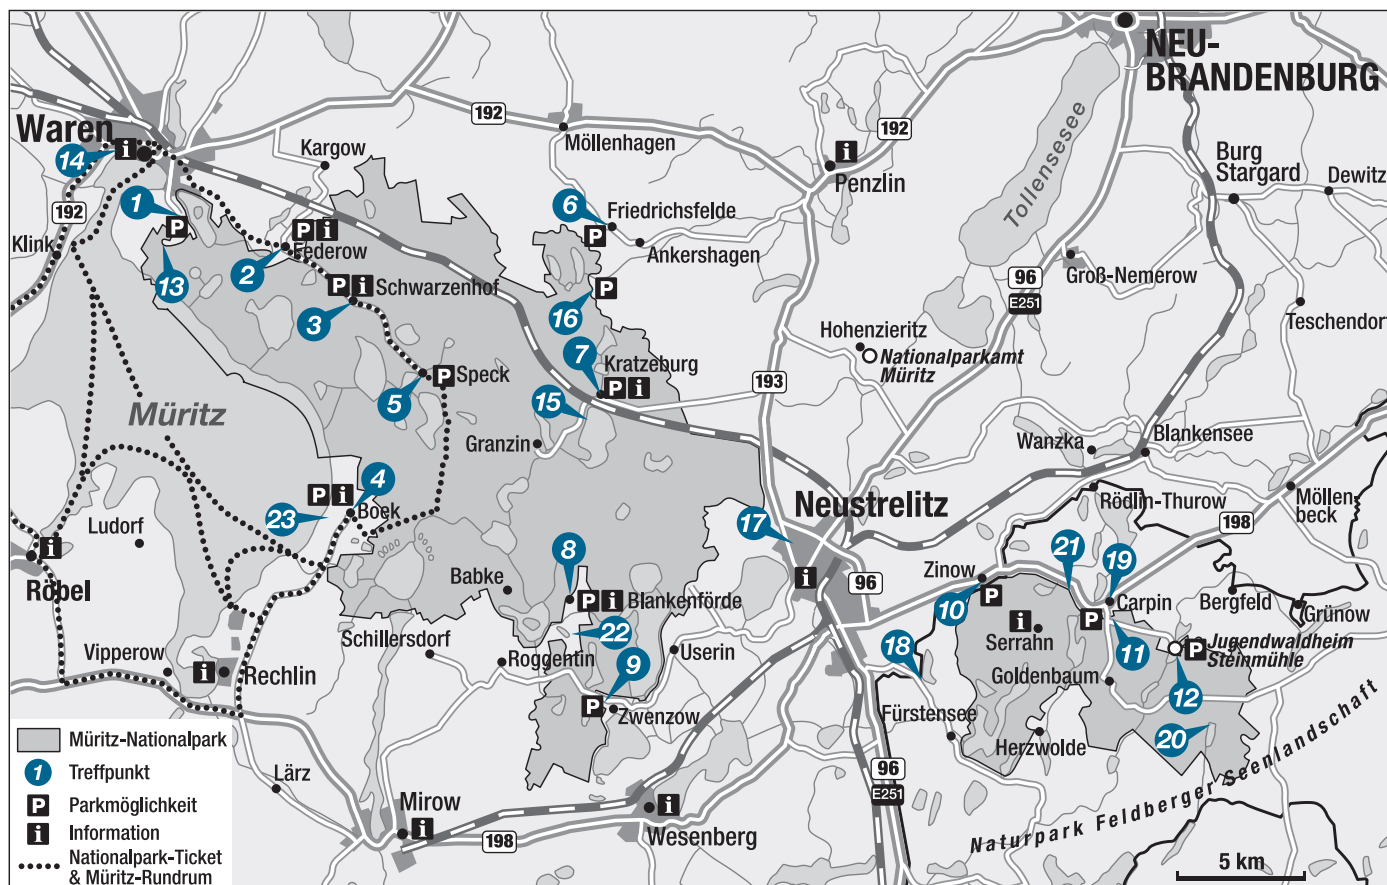 NEU-
BRANDENBURG
192
Waren
14
Kargow
Möllenhagen
192
Penzlin
Burg
Stargard
Dewitz
Tollensesee
192
1
P
Klink
13
2
Federow
P
6
Friedrichsfelde
P
Ankershagen
P
Schwarzenhof
3
16
P
96
E251
Groß-Nemerow
Teschendorf
Hohenzieritz
Nationalparkamt
Müritz
7
Kratzeburg
P
Speck
P
5
15
193
Müritz
Granzin
Wanzka
Blankensee
4
P
Boek
23
Neustrelitz
17
Rödlin-Thurow
Möllen-
beck
198
Ludorf
Röbel
8
Babke
P
Blankenförde
96
Zinow
10
P
21
19
Carpin
P
Bergfeld
Grünow
Serrahn
11
Jugendwaldheim
Steinmühle
P
12
Schillersdorf
22
Roggentin
9
Userin
18
Goldenbaum
Vipperow
Rechlin
P
Zwenzow
Fürstensee
Herzwolde
20
Müritz-Nationalpark
1
Treffpunkt
P
Parkmöglichkeit
Information
Nationalpark-Ticket
& Müritz-Rundrum
Lärz
Mirow
198
Wesenberg
96
E251
Naturpark Feldberger Seenlandschaft
5 km